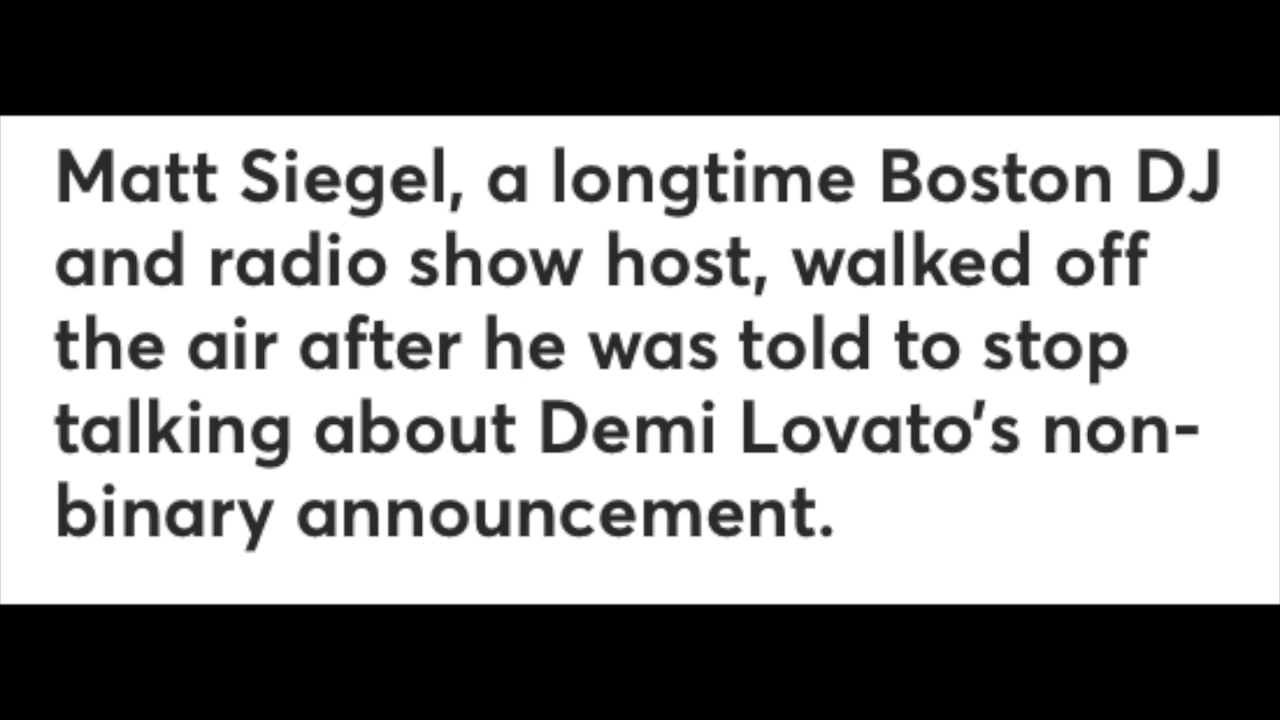 Matt Siegel, a longtime Boston DJ
and radio show host, walked off
the air after he was told to stop
talking about Demi Lovato’s non-
binary announcement.